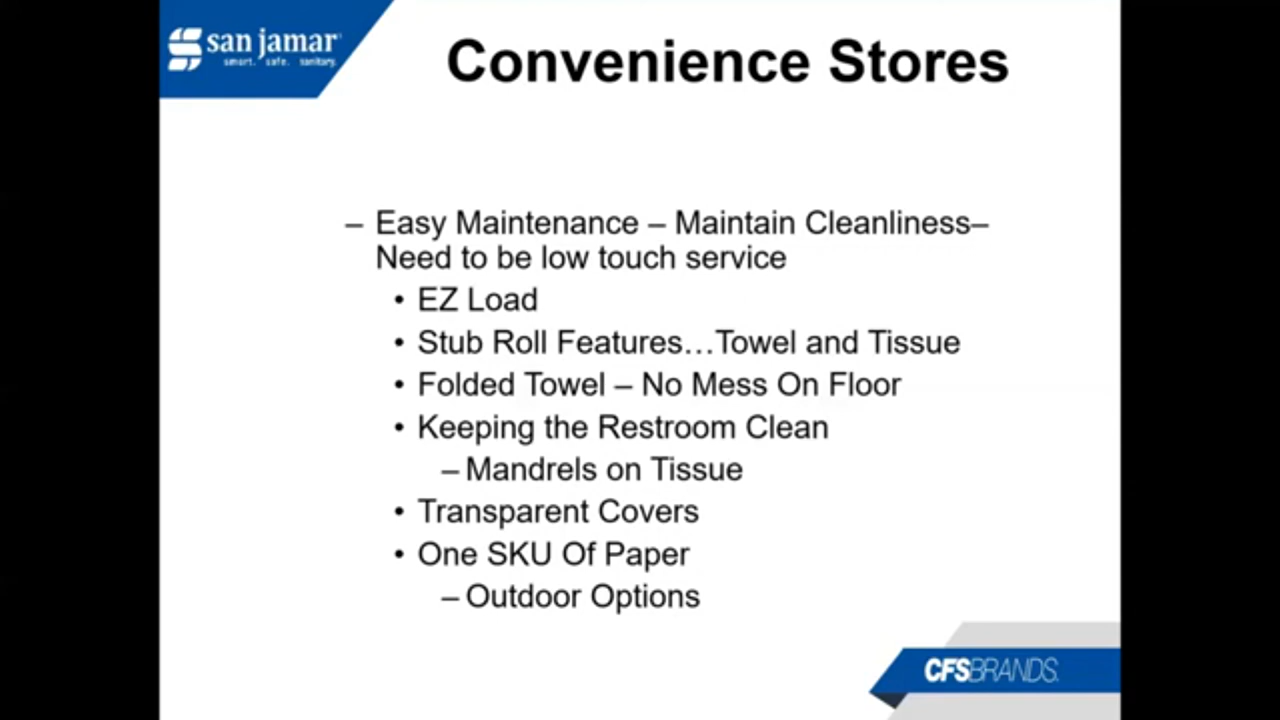 san jamar
smart. safe. sanitary.
Convenience Stores
– Easy Maintenance – Maintain Cleanliness–
Need to be low touch service
• EZ Load
• Stub Roll Features…Towel and Tissue
• Folded Towel – No Mess On Floor
• Keeping the Restroom Clean
– Mandrels on Tissue
• Transparent Covers
• One SKU Of Paper
– Outdoor Options
CFSBRANDS.